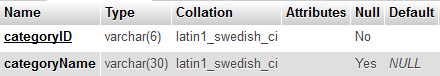 Name Type Collation Attributes Null Default
categoryID varchar(6) latin1_swedish_ci No
categoryName varchar(30) latin1_swedish_ci Yes NULL